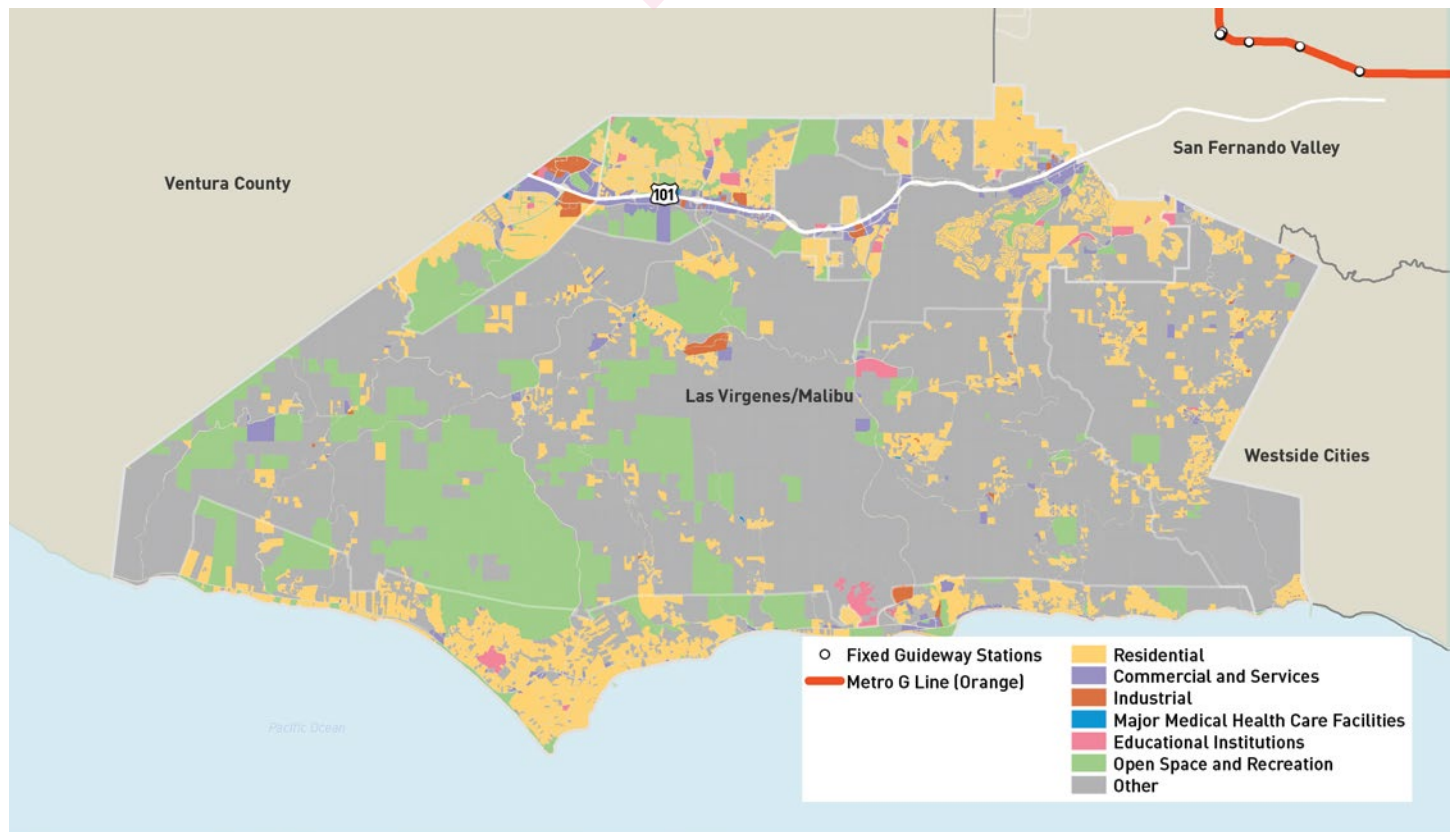 San Fernando Valley
Ventura County
101
Las Virgenes/Malibu
Westside Cities
Pacific Ocean
Fixed Guideway Stations
Metro G Line (Orange)
Residential
Commercial and Services
Industrial
Major Medical Health Care Facilities
Educational Institutions
Open Space and Recreation
Other